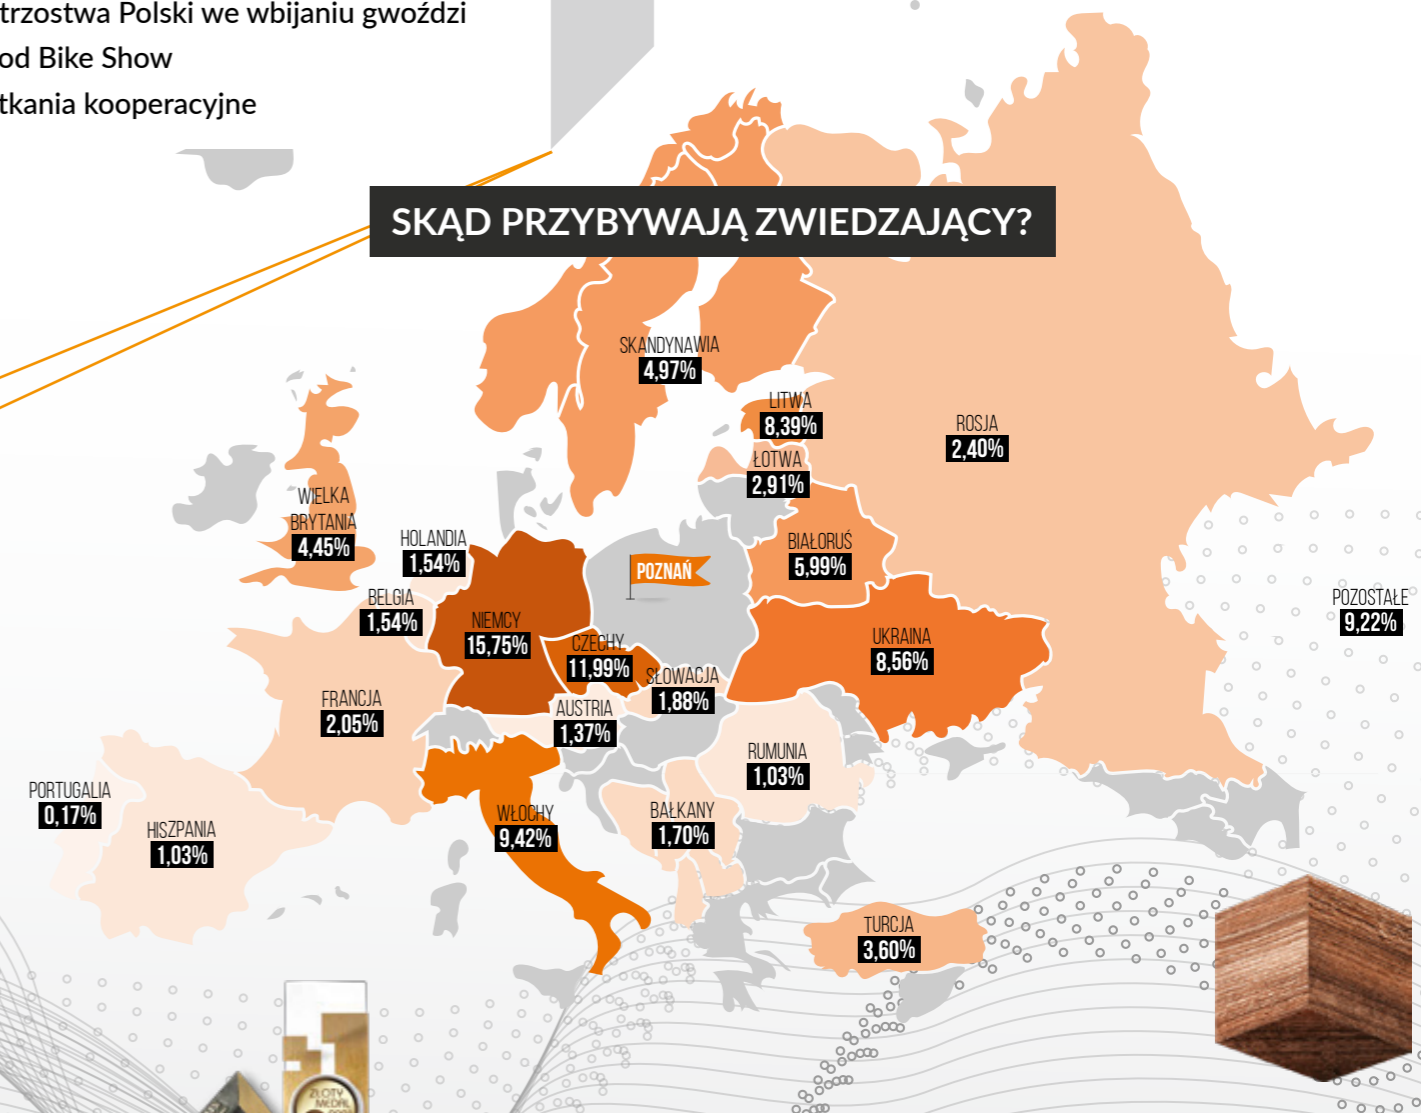 trzostwa Polski we wbijaniu gwoździ
od Bike Show
tkania kooperacyjne
SKĄD PRZYBYWAJĄ ZWIEDZAJĄCY?
SKANDYNAWIA
4,97%
LITWA
8,39%
ROSJA
2,40%
ŁOTWA
2,91%
WIELKA
BRYTANIA
4,45%
HOLANDIA
1,54%
BIAŁORUŚ
5,99%
POZNAŃ
BELGIA
1,54%
POZOSTAŁE
9,22%
NIEMCY
15,75%
CZECHY
11,99%
UKRAINA
8,56%
SŁOWACJA
1,88%
FRANCJA
2,05%
AUSTRIA
1,37%
RUMUNIA
1,03%
PORTUGALIA
0,17%
HISZPANIA
1,03%
WŁOCHY
9,42%
BAŁKANY
1,70%
TURCJA
3,60%
ZŁOTY
MEDAL